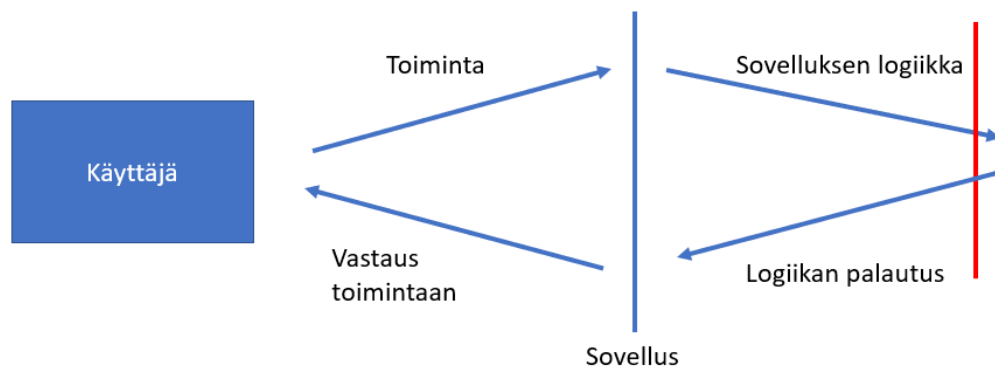 Toiminta
Sovelluksen logiikka
Käyttäjä
Vastaus
toimintaan
Logiikan palautus
Sovellus